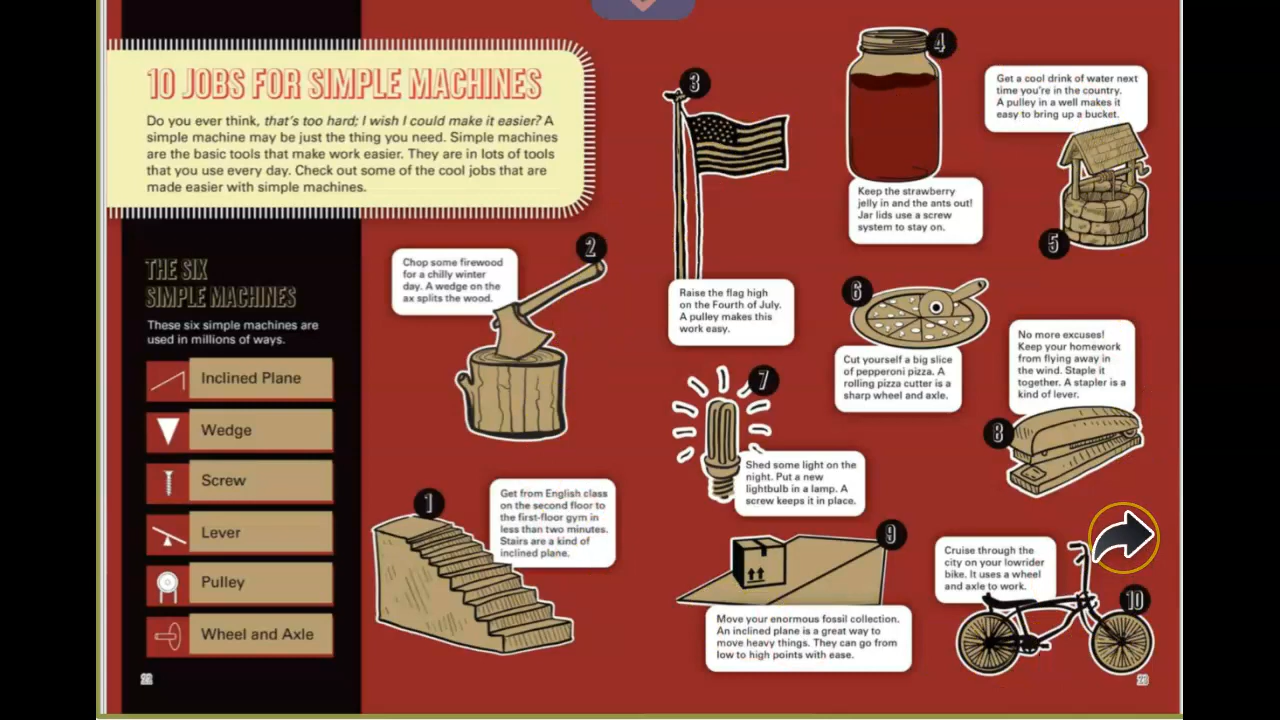 10 JOBS FOR SIMPLE MACHINES
Do you ever think, that's too hard; I wish I could make it easier? A
simple machine may be just the thing you need. Simple machines
are the basic tools that make work easier. They are in lots of tools
that you use every day. Check out some of the cool jobs that are
made easier with simple machines.
THE SIX
SIMPLE MACHINES
These six simple machines are
used in millions of ways.
Inclined Plane
Wedge
Screw
Lever
Pulley
Wheel and Axle
22
1
Get from English class
on the second floor to
the first-floor gym in
less than two minutes.
Stairs are a kind of
inclined plane.
2
Chop some firewood
for a chilly winter
day. A wedge on the
ax splits the wood.
3
Raise the flag high
on the Fourth of July.
A pulley makes this
work easy.
4
Keep the strawberry
jelly in and the ants out!
Jar lids use a screw
system to stay on.
5
Get a cool drink of water next
time you're in the country.
A pulley in a well makes it
easy to bring up a bucket.
6
Cut yourself a big slice
of pepperoni pizza. A
rolling pizza cutter is a
sharp wheel and axle.
7
Shed some light on the
night. Put a new
lightbulb in a lamp. A
screw keeps it in place.
8
No more excuses!
Keep your homework
from flying away in
the wind. Staple it
together. A stapler is a
kind of lever.
9
Move your enormous fossil collection.
An inclined plane is a great way to
move heavy things. They can go from
low to high points with ease.
10
Cruise through the
city on your lowrider
bike. It uses a wheel
and axle to work.
23